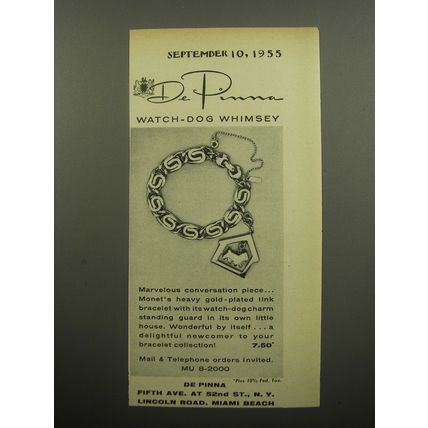 SEPTEMBER 10, 1955
De Pinna
WATCH-DOG WHIMSEY
Marvelous conversation piece...
Monet's heavy gold-plated link
bracelet with its watch-dog charm
standing guard in its own little
house. Wonderful by itself . . . a
delightful newcomer to your
bracelet collection! 7.50*
Mail & Telephone orders invited.
MU 8-2000
*Plus 10% Fed. Tax.
DE PINNA
FIFTH AVE. AT 52nd ST., N. Y.
LINCOLN ROAD, MIAMI BEACH